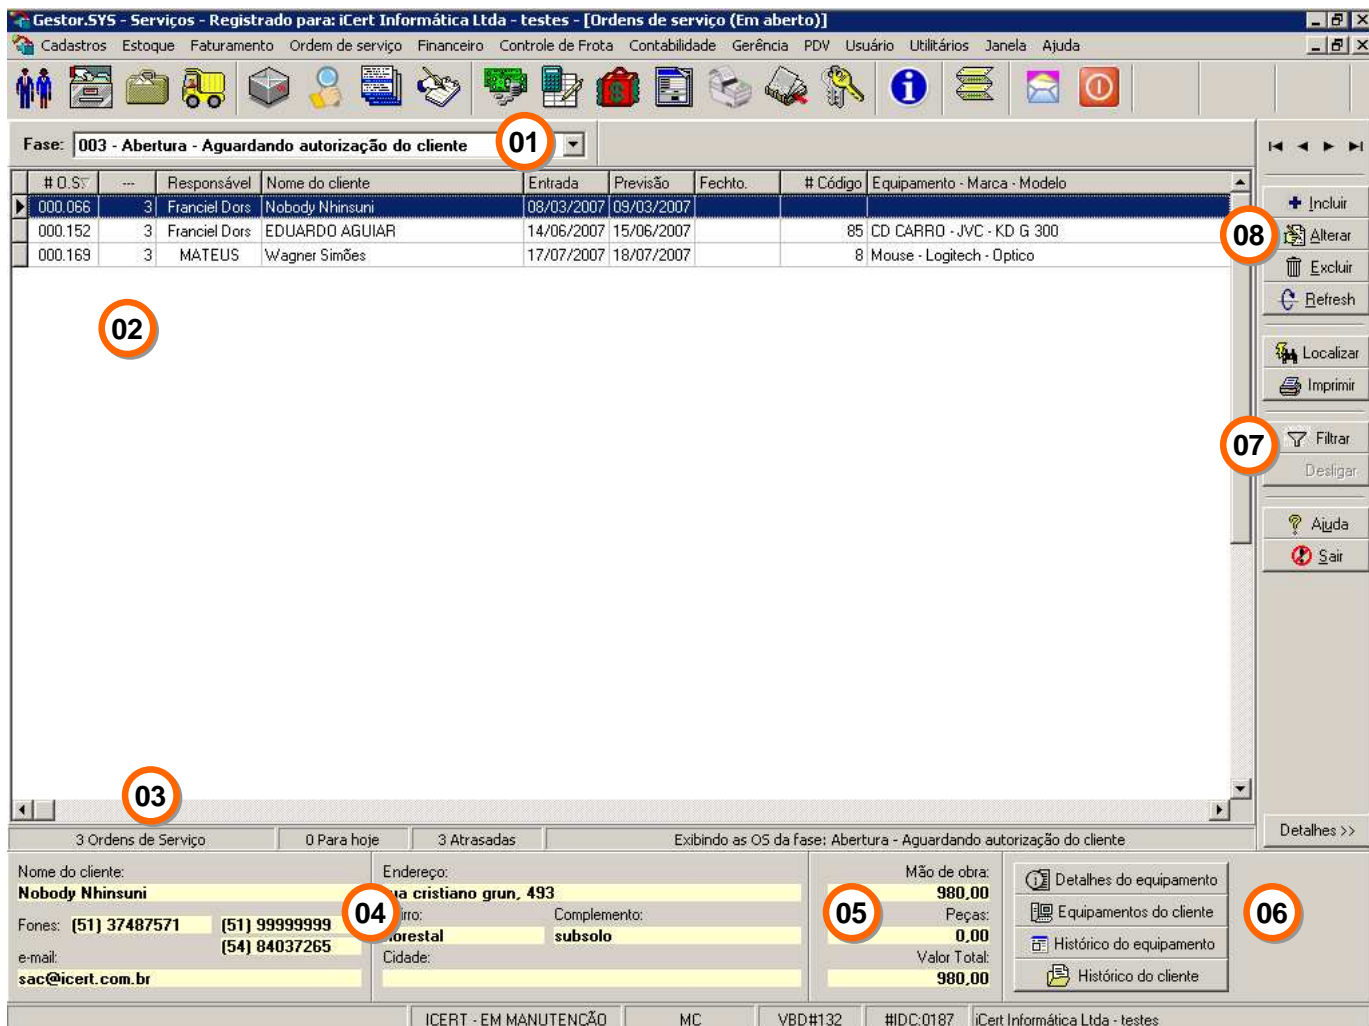 Gestor.SYS - Serviços - Registrado para: iCert Informática Ltda - testes - [Ordens de serviço (Em aberto)]
Cadastros Estoque Faturamento Ordem de serviço Financeiro Controle de Frota Contabilidade Gerência PDV Usuário Utilitários Janela Ajuda
Fase: 003 - Abertura - Aguardando autorização do cliente 01
# O.S --- Responsável Nome do cliente Entrada Previsão Fechto. # Código Equipamento - Marca - Modelo
000.066 3 Franciel Dors Nobody Nhinsuni 08/03/2007 09/03/2007
000.152 3 Franciel Dors EDUARDO AGUIAR 14/06/2007 15/06/2007 85 CD CARRO - JVC - KD G 300
000.169 3 MATEUS Wagner Simões 17/07/2007 18/07/2007 8 Mouse - Logitech - Optico
02
Incluir
08 Alterar
Excluir
Refresh
Localizar
Imprimir
07 Filtrar
Desligar
Ajuda
Sair
03
Detalhes >>
3 Ordens de Serviço 0 Para hoje 3 Atrasadas Exibindo as OS da fase: Abertura - Aguardando autorização do cliente
Nome do cliente:
Nobody Nhinsuni
Fones: (51) 37487571 (51) 99999999
(54) 84037265
e-mail:
sac@icert.com.br
04
Endereço:
ua cristiano grun, 493
irro: Complemento:
orestal subsolo
Cidade:
05
Mão de obra:
980,00
Peças:
0,00
Valor Total:
980,00
Detalhes do equipamento
Equipamentos do cliente
Histórico do equipamento
Histórico do cliente
06
ICERT - EM MANUTENÇÃO MC VBD#132 #IDC:0187 iCert Informática Ltda - testes